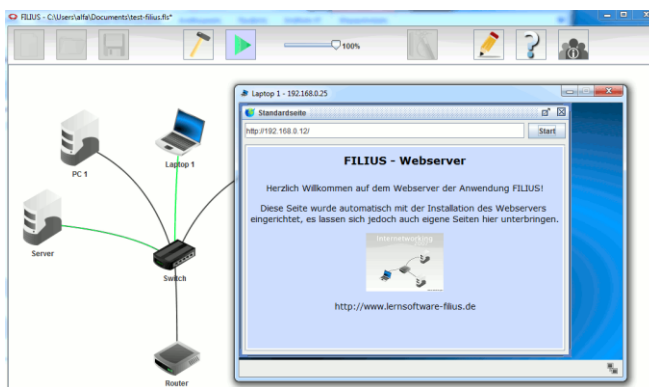 FILIUS - C:\Users\alfa\Documents\test-filius.fls*
100%
Laptop 1 - 192.168.0.25
Standardseite
http://192.168.0.12/
Start
FILIUS - Webserver
Herzlich Willkommen auf dem Webserver der Anwendung FILIUS!
Diese Seite wurde automatisch mit der Installation des Webservers
eingerichtet, es lassen sich jedoch auch eigene Seiten hier unterbringen.
Internetworking
http://www.lernsoftware-filius.de
PC 1
Laptop 1
Server
Switch
Router